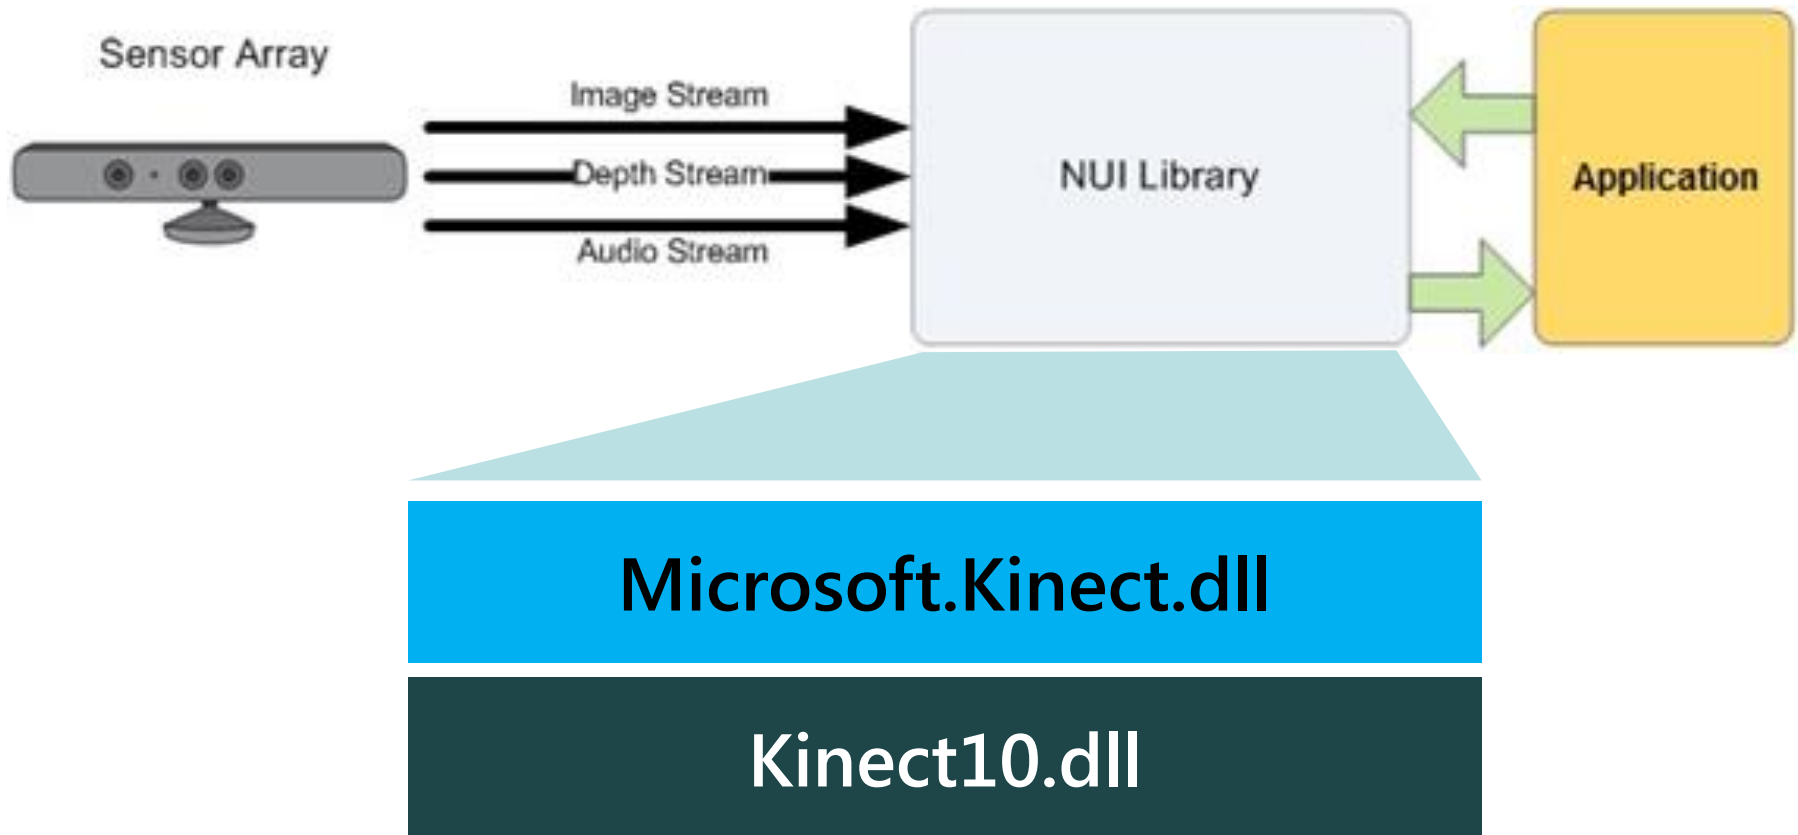 Sensor Array
Image Stream
Depth Stream
Audio Stream
NUI Library
Application
Microsoft.Kinect.dll
Kinect10.dll